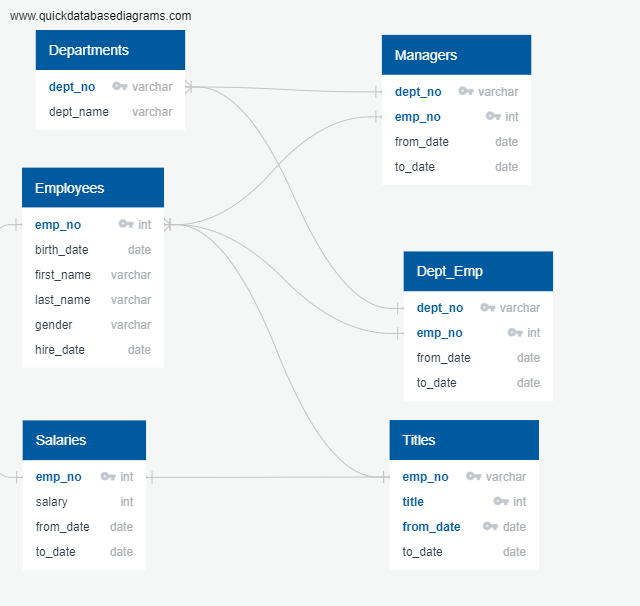 www.quickdatabasediagrams.com
Departments
dept_no varchar
dept_name varchar
Managers
dept_no varchar
emp_no int
from_date date
to_date date
Employees
emp_no int
birth_date date
first_name varchar
last_name varchar
gender varchar
hire_date date
Dept_Emp
dept_no varchar
emp_no int
from_date date
to_date date
Salaries
emp_no int
salary int
from_date date
to_date date
Titles
emp_no varchar
title int
from_date date
to_date date